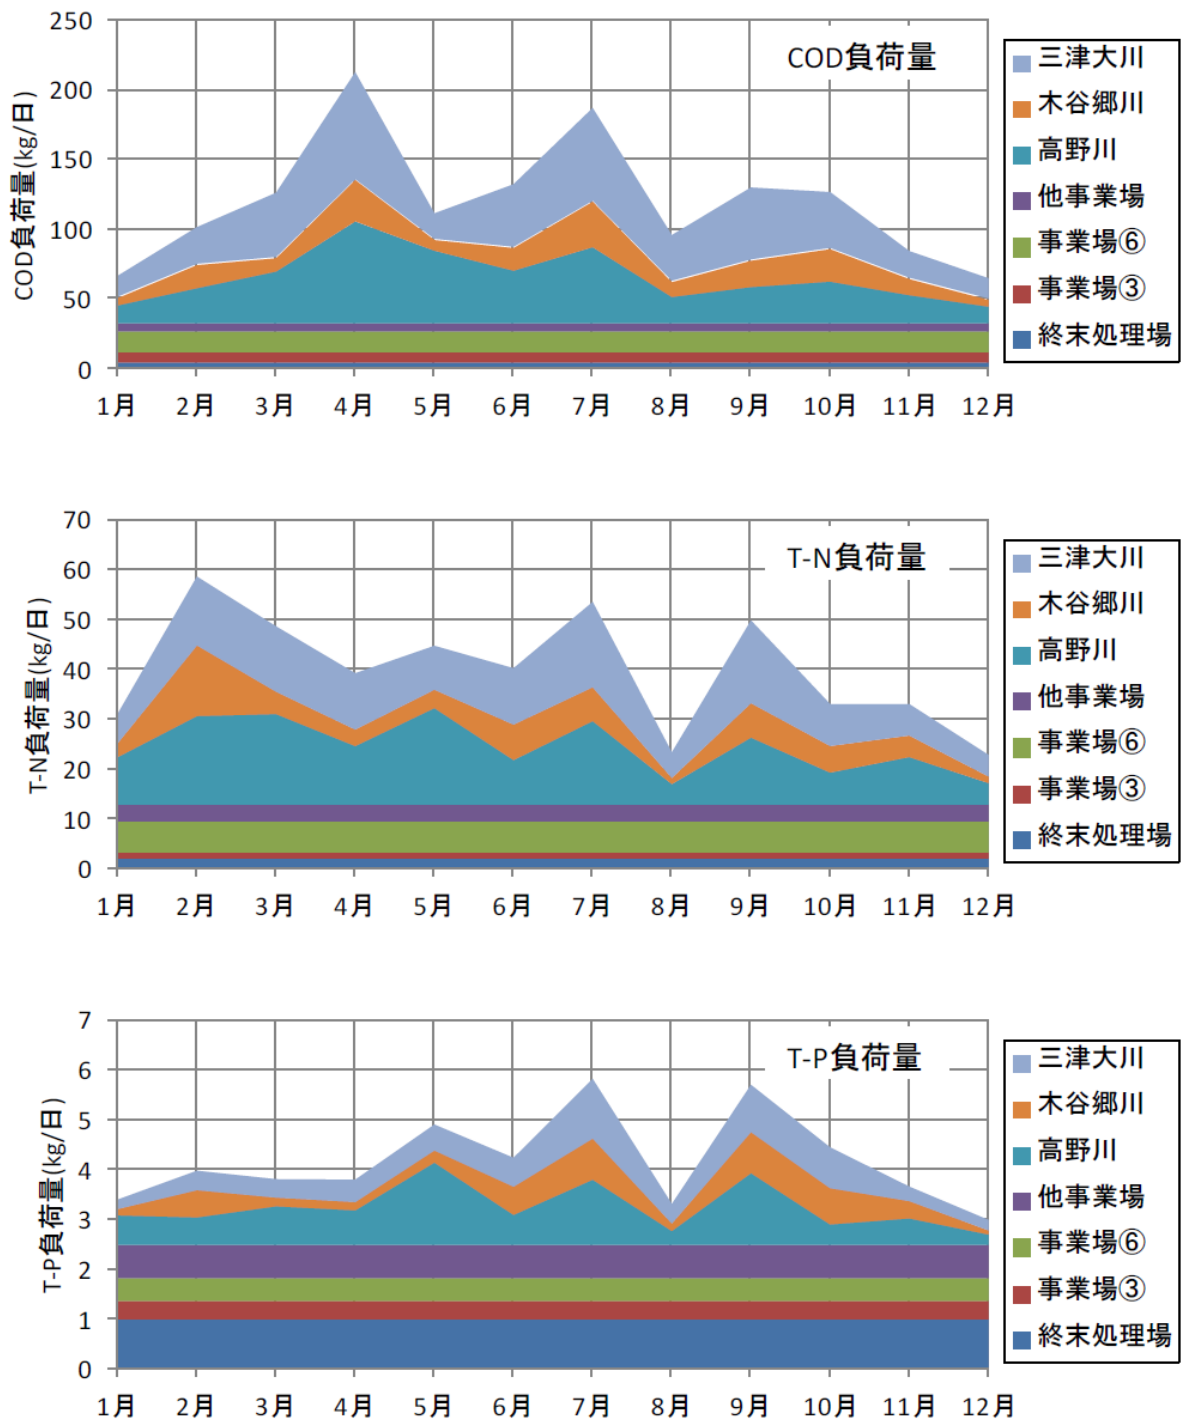 COD負荷量
COD負荷量(kg/日)
250
200
150
100
50
0
1月 2月 3月 4月 5月 6月 7月 8月 9月 10月 11月 12月
三津大川
木谷郷川
高野川
他事業場
事業場⑥
事業場③
終末処理場
T-N負荷量
T-N負荷量(kg/日)
70
60
50
40
30
20
10
0
1月 2月 3月 4月 5月 6月 7月 8月 9月 10月 11月 12月
三津大川
木谷郷川
高野川
他事業場
事業場⑥
事業場③
終末処理場
T-P負荷量
T-P負荷量(kg/日)
7
6
5
4
3
2
1
0
1月 2月 3月 4月 5月 6月 7月 8月 9月 10月 11月 12月
三津大川
木谷郷川
高野川
他事業場
事業場⑥
事業場③
終末処理場